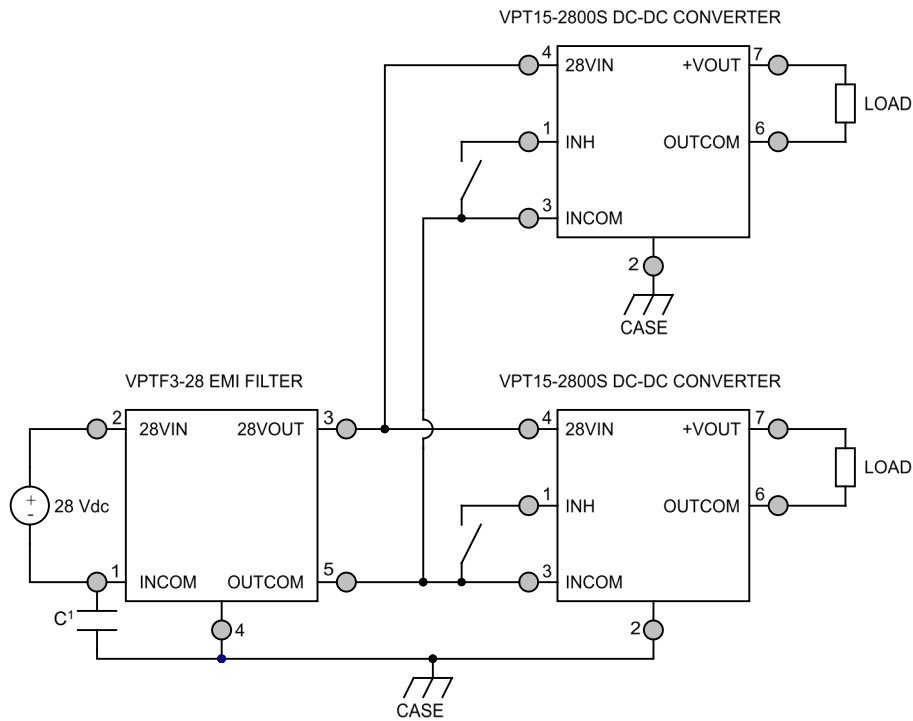 VPT15-2800S DC-DC CONVERTER
4 28VIN +VOUT 7
LOAD
1 INH OUTCOM 6
3 INCOM
2
CASE
VPTF3-28 EMI FILTER
VPT15-2800S DC-DC CONVERTER
2 28VIN 28VOUT 3
4 28VIN +VOUT 7
LOAD
+
-
28 Vdc
1 INH OUTCOM 6
1 INCOM OUTCOM 5
3 INCOM
C¹
4
2
CASE